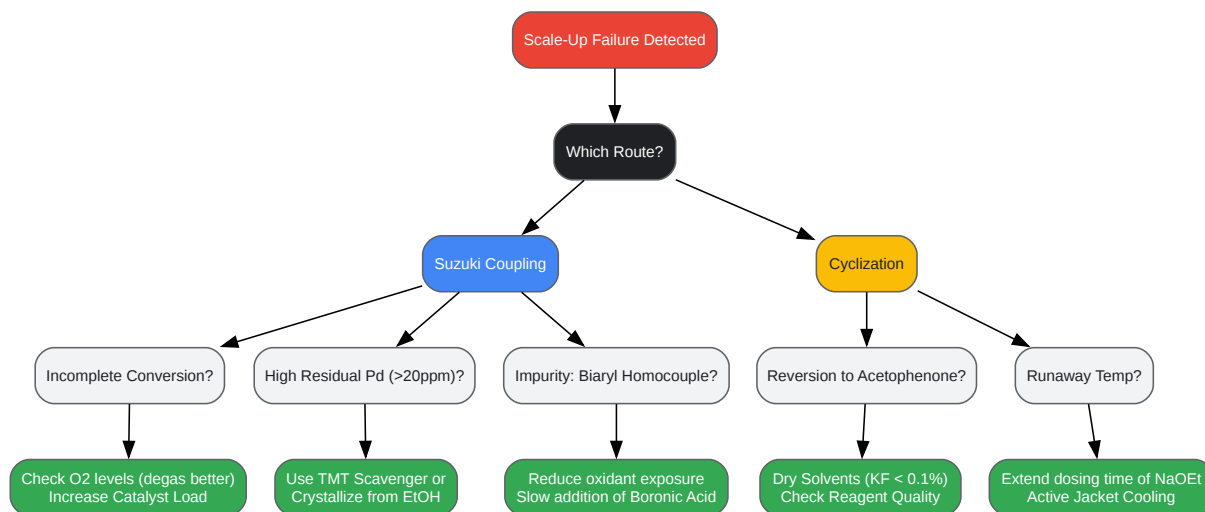 Scale-Up Failure Detected
Which Route?
Suzuki Coupling
Cyclization
Incomplete Conversion?
High Residual Pd (>20ppm)?
Impurity: Biaryl Homocouple?
Reversion to Acetophenone?
Runaway Temp?
Check O2 levels (degas better)
Increase Catalyst Load
Use TMT Scavenger or
Crystallize from EtOH
Reduce oxidant exposure
Slow addition of Boronic Acid
Dry Solvents (KF < 0.1%)
Check Reagent Quality
Extend dosing time of NaOEt
Active Jacket Cooling